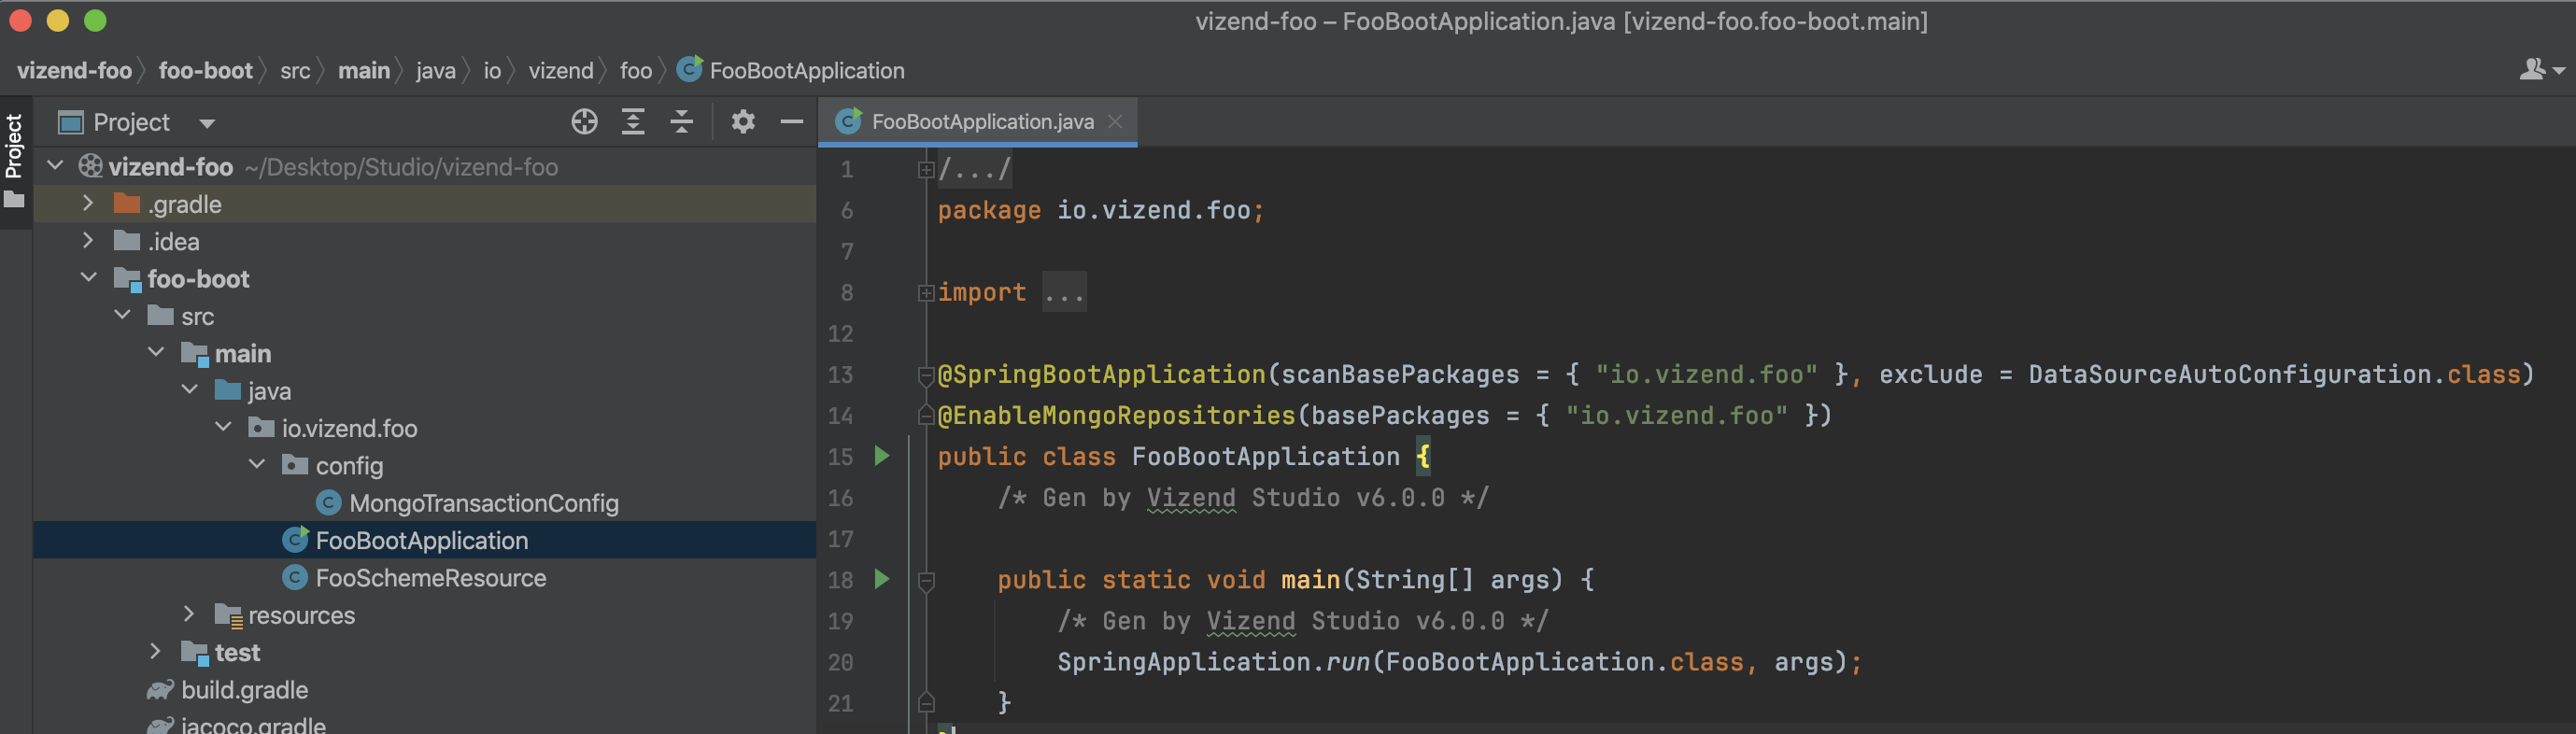 vizend-foo – FooBootApplication.java [vizend-foo.foo-boot.main]
vizend-foo foo-boot src main java io vizend foo FooBootApplication
Project
Project
vizend-foo ~/Desktop/Studio/vizend-foo
.gradle
.idea
foo-boot
src
main
java
io.vizend.foo
config
MongoTransactionConfig
FooBootApplication
FooSchemeResource
resources
test
build.gradle
jacoco.gradle
FooBootApplication.java
1 /.../
6 package io.vizend.foo;
7
8 import ...
12
13 @SpringBootApplication(scanBasePackages = { "io.vizend.foo" }, exclude = DataSourceAutoConfiguration.class)
14 @EnableMongoRepositories(basePackages = { "io.vizend.foo" })
15 public class FooBootApplication {
16 /* Gen by Vizend Studio v6.0.0 */
17
18 public static void main(String[] args) {
19 /* Gen by Vizend Studio v6.0.0 */
20 SpringApplication.run(FooBootApplication.class, args);
21 }